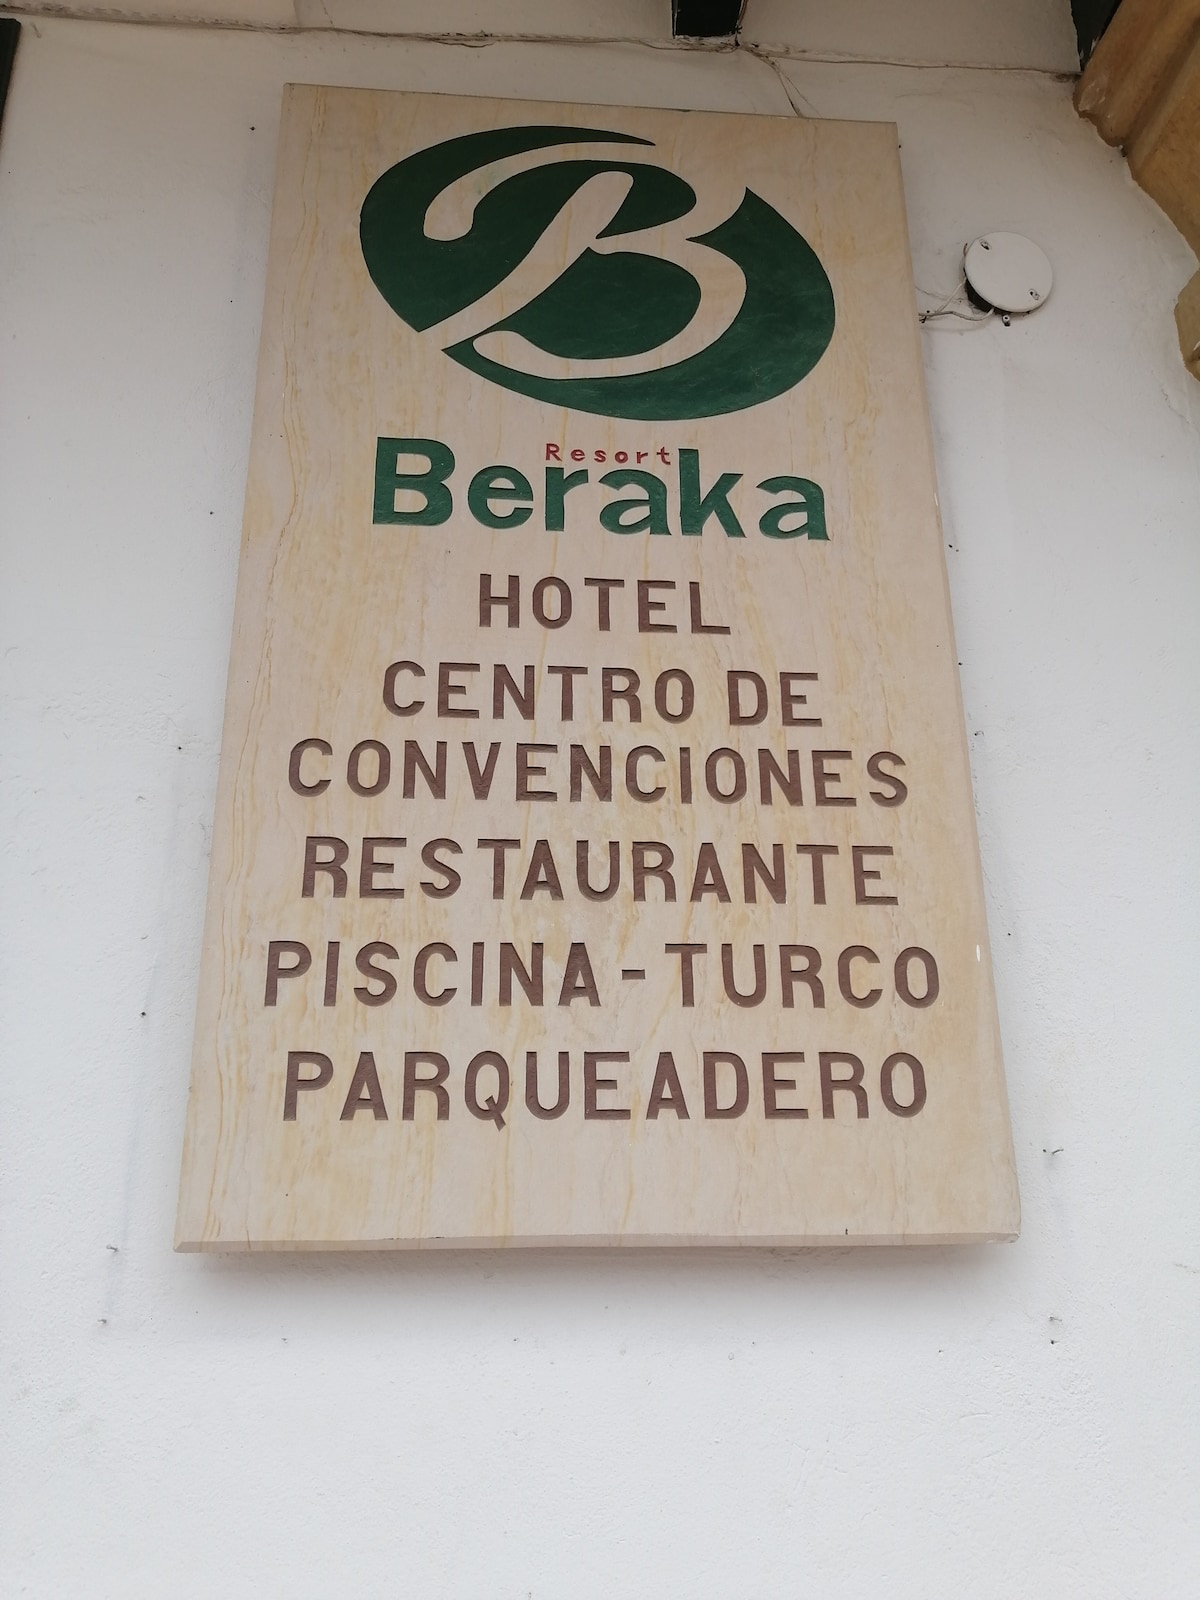 B
Resort
Beraka
HOTEL
CENTRO DE
CONVENCIONES
RESTAURANTE
PISCINA-TURCO
PARQUEADERO